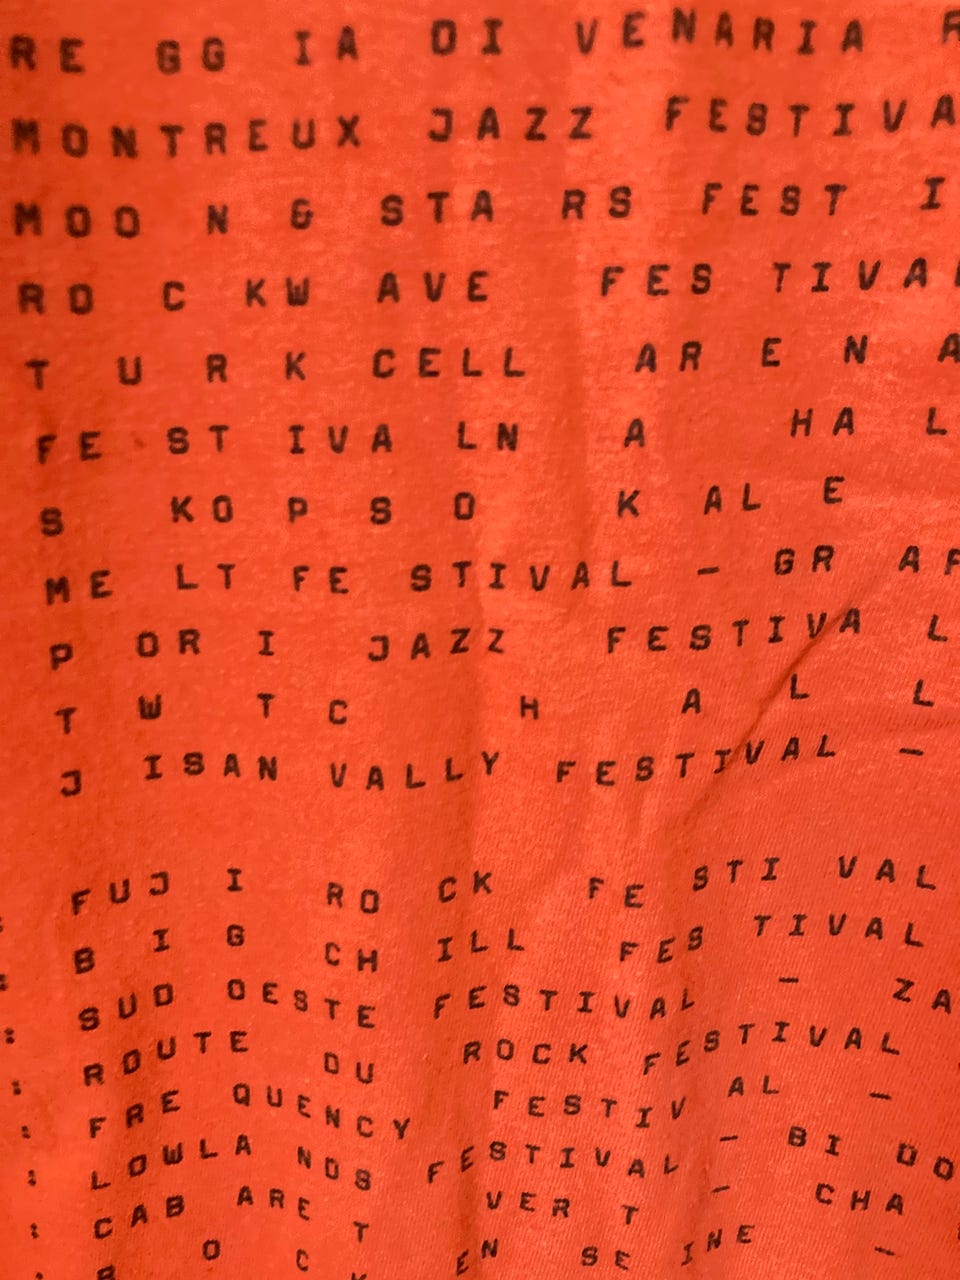 RE GG IA DI VENARIA R
MONTREUX JAZZ FESTIVA
MOO N & STA RS FEST I
RO C KW AVE FES TIVAL
T U R K CELL AR E N A
FE ST IVA LN A HA L
S KO P S O K AL E
ME LT FE STIVAL - GR AF
P OR I JAZZ FESTIVA L
T W T C H A L L
J ISAN VALLY FESTIVAL -
FUJ I RO CK FE STI VAL
B I G CH ILL FES TIVAL
: SUD OESTE FESTIVAL - ZA
: ROUTE DU ROCK FESTIVAL
: FRE QUENCY FESTIV AL -
: LOWLA NDS FESTIVAL - BI DO
: CAB ARE T VER T - CHA
R O C K EN SE INE -